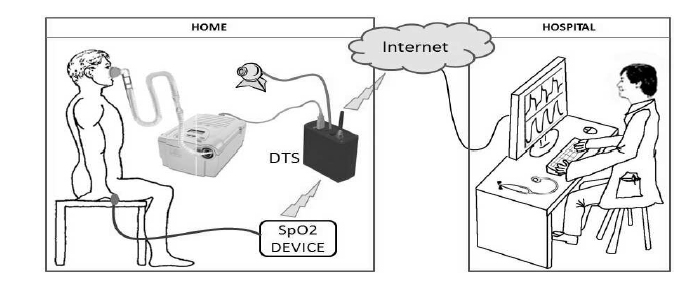 HOME
HOSPITAL
Internet
DTS
SpO2
DEVICE